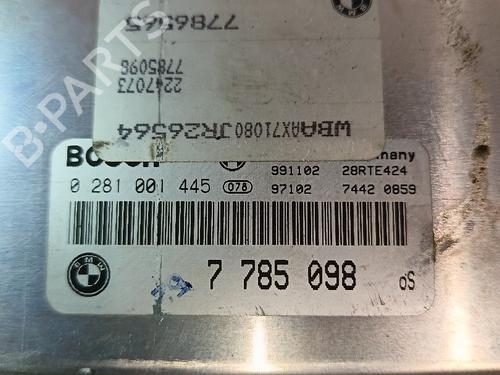 7786565
7785098
2247073
WBAAX71080JR26564
BOSCH
991102 28RTE424
0 281 001 445 078 97102 7442 0859
BMW
7 785 098 oS
B-Parts